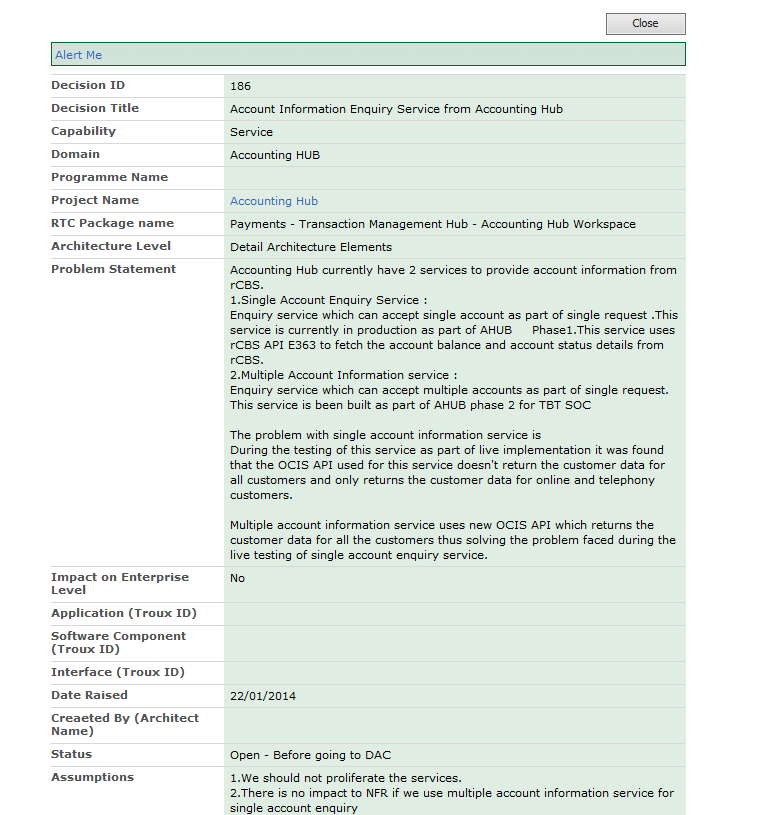 Close
Alert Me
Decision ID 186
Decision Title Account Information Enquiry Service from Accounting Hub
Capability Service
Domain Accounting HUB
Programme Name
Project Name Accounting Hub
RTC Package name Payments - Transaction Management Hub - Accounting Hub Workspace
Architecture Level Detail Architecture Elements
Problem Statement Accounting Hub currently have 2 services to provide account information from
rCBS.
1.Single Account Enquiry Service :
Enquiry service which can accept single account as part of single request .This
service is currently in production as part of AHUB Phase1.This service uses
rCBS API E363 to fetch the account balance and account status details from
rCBS.
2.Multiple Account Information service :
Enquiry service which can accept multiple accounts as part of single request.
This service is been built as part of AHUB phase 2 for TBT SOC
The problem with single account information service is
During the testing of this service as part of live implementation it was found
that the OCIS API used for this service doesn't return the customer data for
all customers and only returns the customer data for online and telephony
customers.
Multiple account information service uses new OCIS API which returns the
customer data for all the customers thus solving the problem faced during the
live testing of single account enquiry service.
Impact on Enterprise No
Level
Application (Troux ID)
Software Component
(Troux ID)
Interface (Troux ID)
Date Raised 22/01/2014
Creaeted By (Architect
Name)
Status Open - Before going to DAC
Assumptions 1.We should not proliferate the services.
2.There is no impact to NFR if we use multiple account information service for
single account enquiry